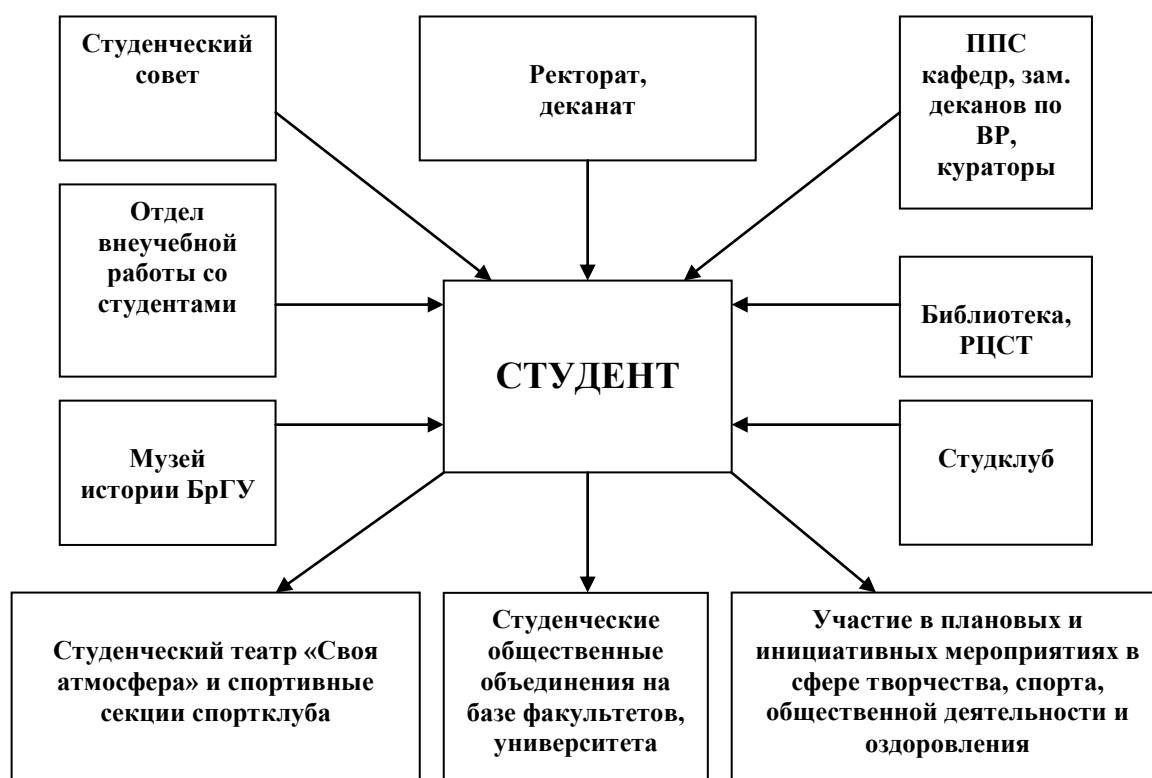 Студенческий
совет
Ректорат,
деканат
ППС
кафедр, зам.
деканов по
ВР,
кураторы
Отдел
внеучебной
работы со
студентами
СТУДЕНТ
Библиотека,
РЦСТ
Музей
истории БрГУ
Студклуб
Студенческий театр «Своя
атмосфера» и спортивные
секции спортклуба
Студенческие
общественные
объединения на
базе факультетов,
университета
Участие в плановых и
инициативных мероприятиях в
сфере творчества, спорта,
общественной деятельности и
оздоровления